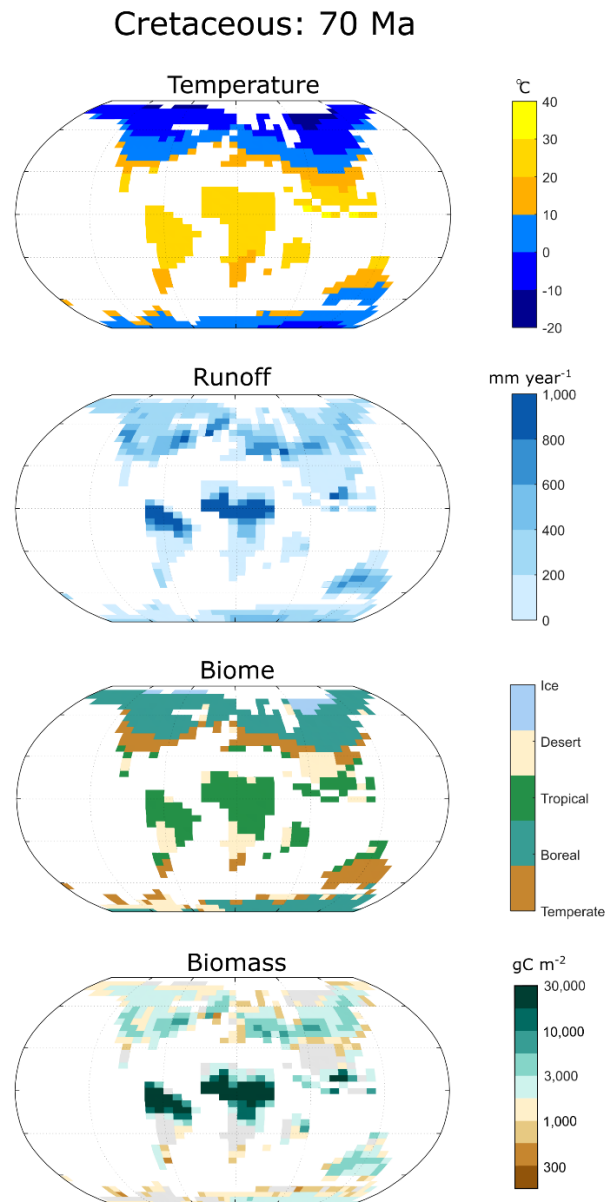 Cretaceous: 70 Ma
Temperature
°C
40
30
20
10
0
-10
-20
Runoff
mm year⁻¹
1,000
800
600
400
200
0
Biome
Ice
Desert
Tropical
Boreal
Temperate
Biomass
gC m⁻²
30,000
10,000
3,000
1,000
300